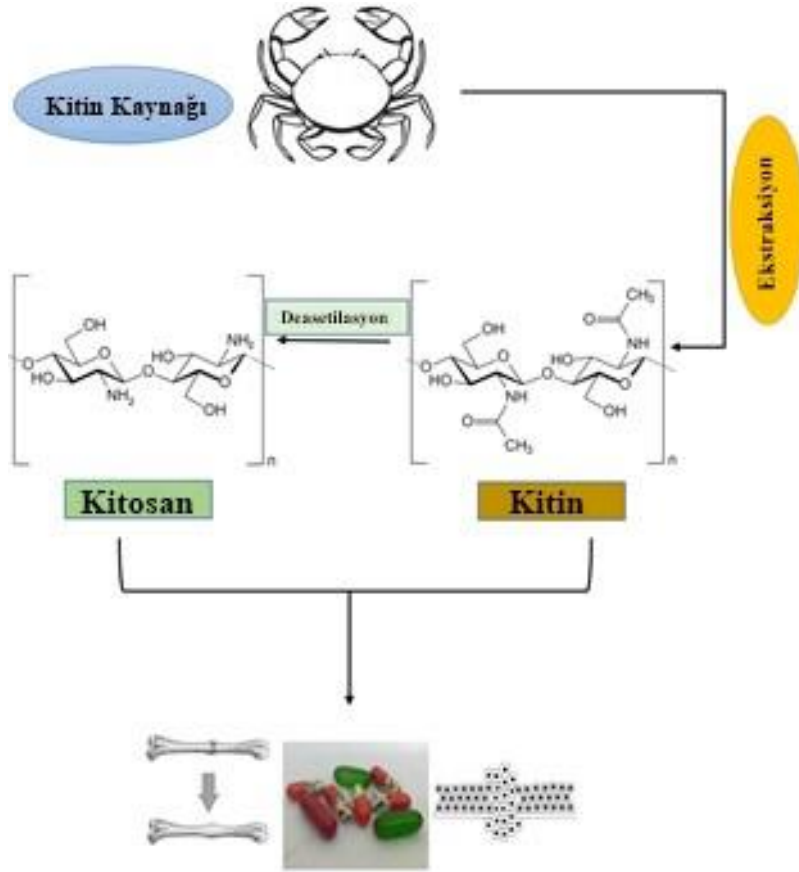 Kitin Kaynağı
Ekstraksiyon
Deasetilasyon
OH
O
HO
NH2
O
HO
NH2
O
OH
n
CH3
O
NH
OH
O
HO
O
HO
NH
O
O
CH3
OH
n
Kitosan
Kitin